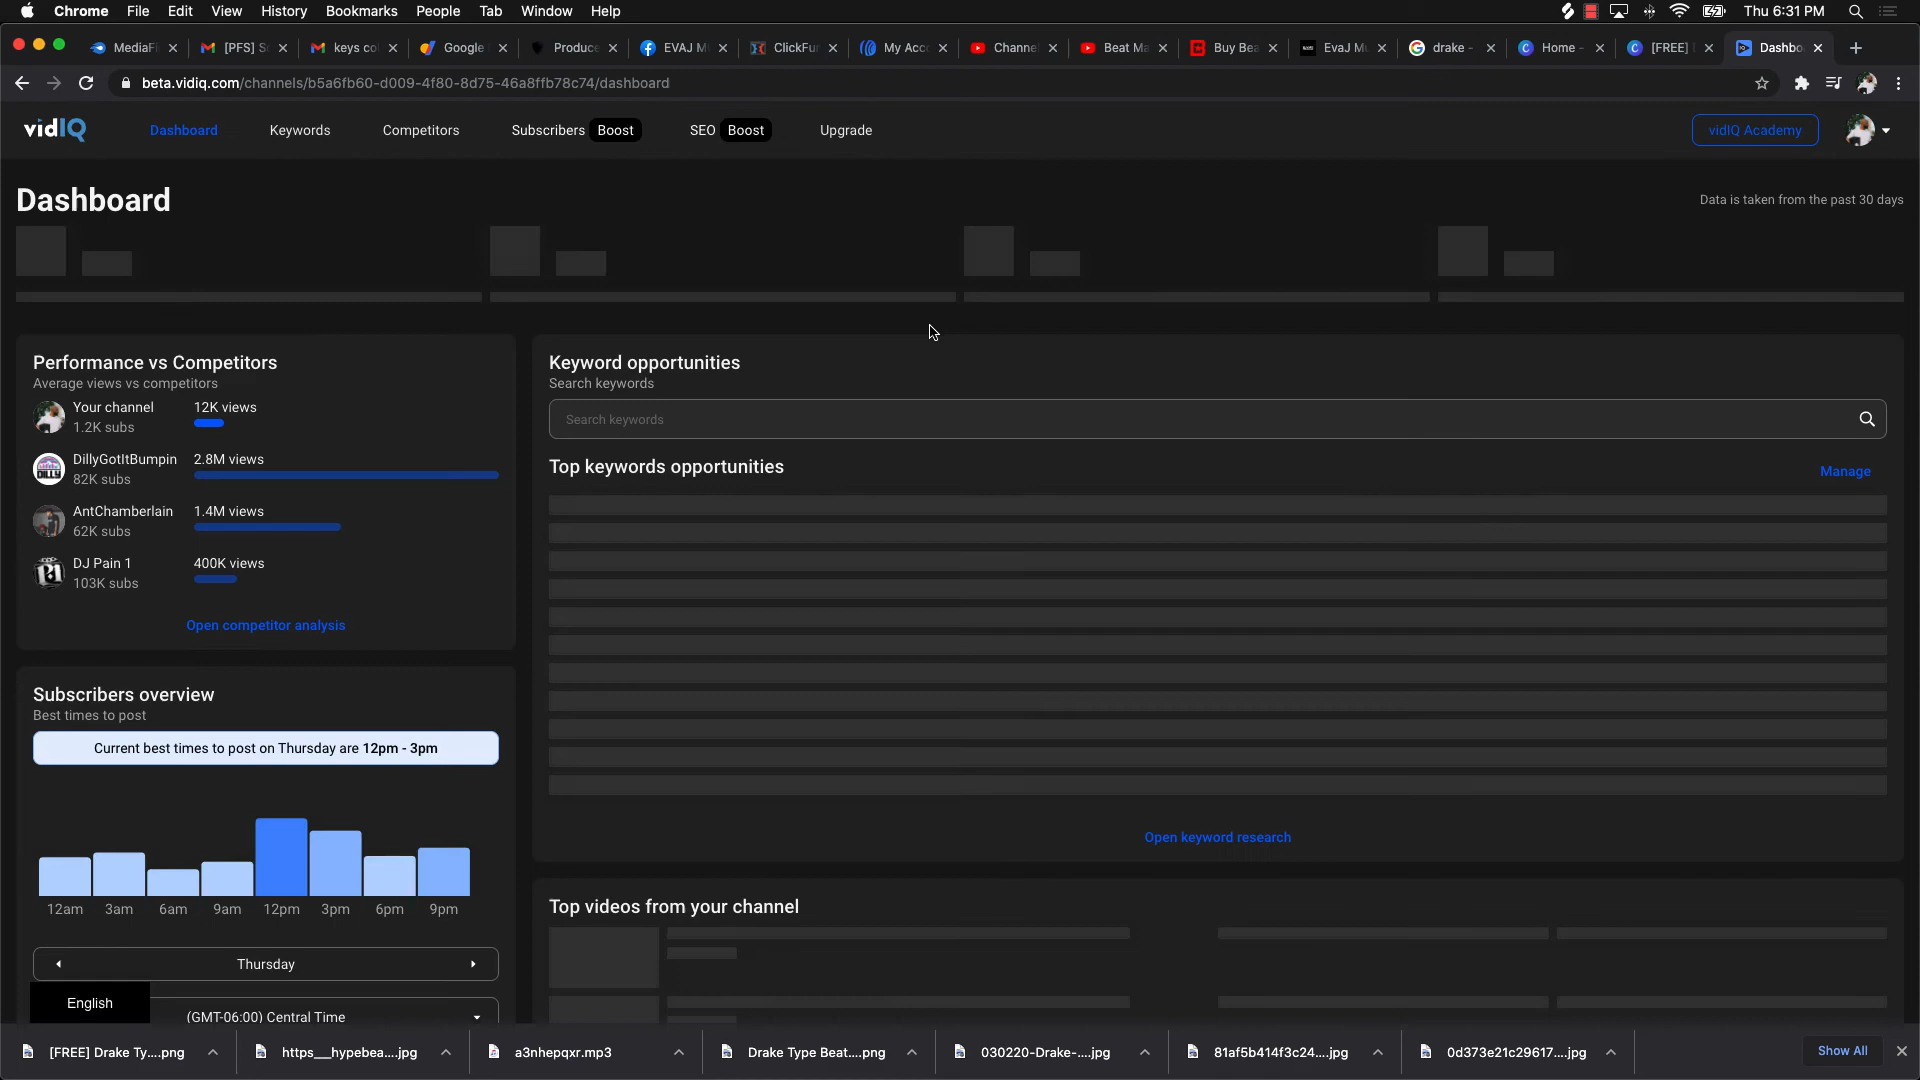 Chrome File Edit View History Bookmarks People Tab Window Help Thu 6:31 PM
MediaFi [PFS] S keys co Google Produce EVAJ M ClickFun My Acco Channe Beat Ma Buy Bea EvaJ Mu drake - Home - [FREE] Dashbo
beta.vidiq.com/channels/b5a6fb60-d009-4f80-8d75-46a8ffb78c74/dashboard
vidIQ Dashboard Keywords Competitors Subscribers Boost SEO Boost Upgrade vidIQ Academy
Dashboard
Data is taken from the past 30 days
Performance vs Competitors
Average views vs competitors
Your channel 12K views
1.2K subs
DillyGotItBumpin 2.8M views
82K subs
AntChamberlain 1.4M views
62K subs
DJ Pain 1 400K views
103K subs
Open competitor analysis
Keyword opportunities
Search keywords
Search keywords
Top keywords opportunities
Manage
Open keyword research
Subscribers overview
Best times to post
Current best times to post on Thursday are 12pm - 3pm
12am 3am 6am 9am 12pm 3pm 6pm 9pm
Thursday
English
(GMT-06:00) Central Time
Top videos from your channel
[FREE] Drake Ty....png https__hypebea....jpg a3nhepqxr.mp3 Drake Type Beat....png 030220-Drake-....jpg 81af5b414f3c24....jpg 0d373e21c29617....jpg Show All